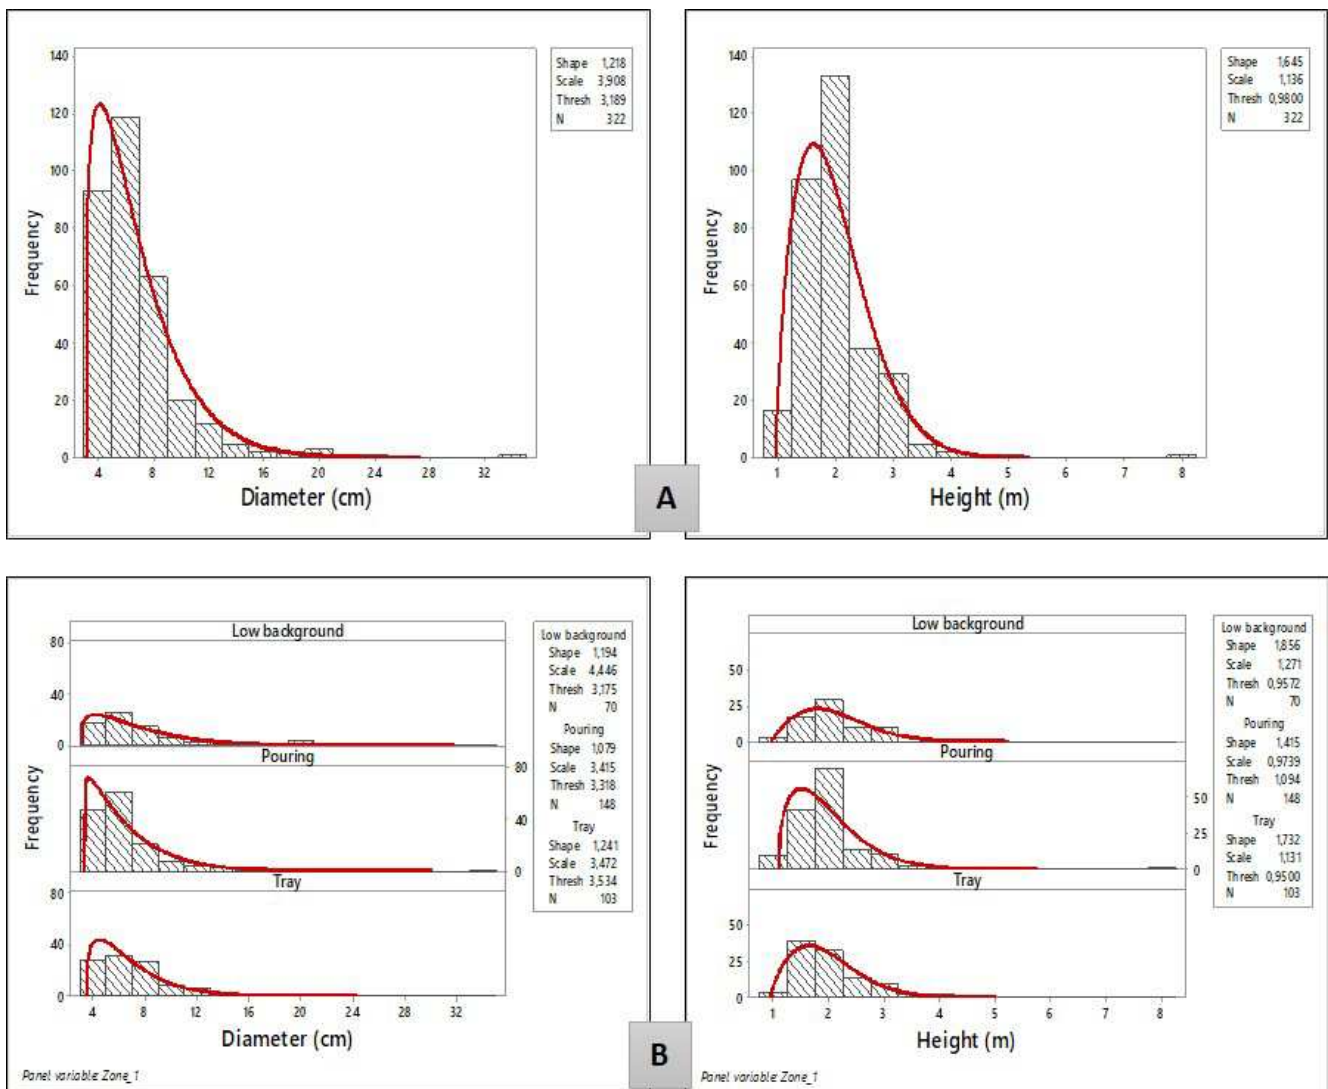 140
120
100
80
60
40
20
0
Frequency
4 8 12 16 20 24 28 32
Diameter (cm)
Shape 1,218
Scale 3,908
Thresh 3,189
N 322
140
120
100
80
60
40
20
0
Frequency
1 2 3 4 5 6 7 8
Height (m)
Shape 1,645
Scale 1,136
Thresh 0,9800
N 322
A
Low background
80
40
0
Pouring
80
40
0
Tray
80
40
0
Frequency
4 8 12 16 20 24 28 32
Diameter (cm)
Panel variable: Zone_1
Low background
Shape 1,194
Scale 4,446
Thresh 3,175
N 70
Pouring
Shape 1,079
Scale 3,415
Thresh 3,318
N 148
Tray
Shape 1,241
Scale 3,472
Thresh 3,534
N 103
Low background
50
25
0
Pouring
50
25
0
Tray
50
25
0
Frequency
1 2 3 4 5 6 7 8
Height (m)
Panel variable: Zone_1
Low background
Shape 1,856
Scale 1,271
Thresh 0,9572
N 70
Pouring
Shape 1,415
Scale 0,9739
Thresh 1,094
N 148
Tray
Shape 1,732
Scale 1,131
Thresh 0,9500
N 103
B